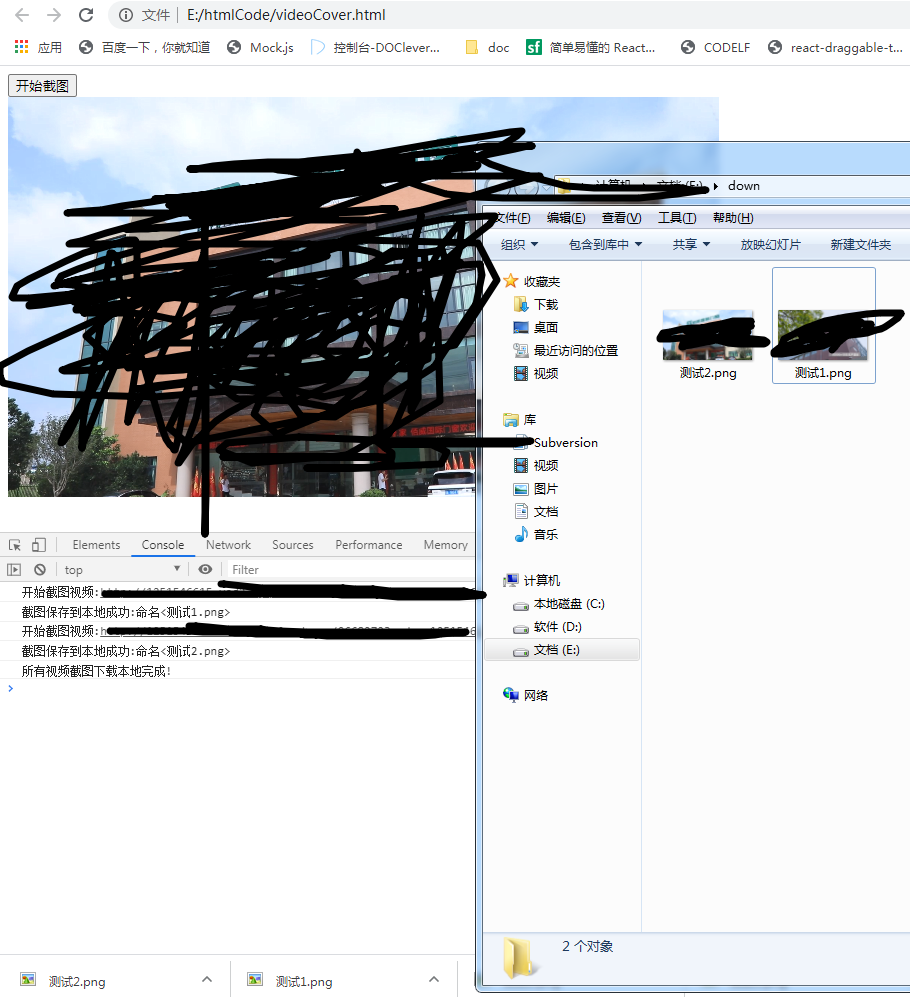 文件 E:/htmlCode/videoCover.html
应用 百度一下，你就知道 Mock.js 控制台-DOClever... doc sf 简单易懂的 React... CODELF react-draggable-t...
开始截图
计算机 文档 (E:) down
文件(F) 编辑(E) 查看(V) 工具(T) 帮助(H)
组织 包含到库中 共享 放映幻灯片 新建文件夹
收藏夹
下载
桌面
最近访问的位置
视频
测试2.png 测试1.png
库
Subversion
视频
图片
文档
音乐
计算机
本地磁盘 (C:)
软件 (D:)
文档 (E:)
网络
Elements Console Network Sources Performance Memory
top Filter
开始截图视频:
截图保存到本地成功:命名<测试1.png>
开始截图视频:
截图保存到本地成功:命名<测试2.png>
所有视频截图下载本地完成!
2 个对象
测试2.png 测试1.png